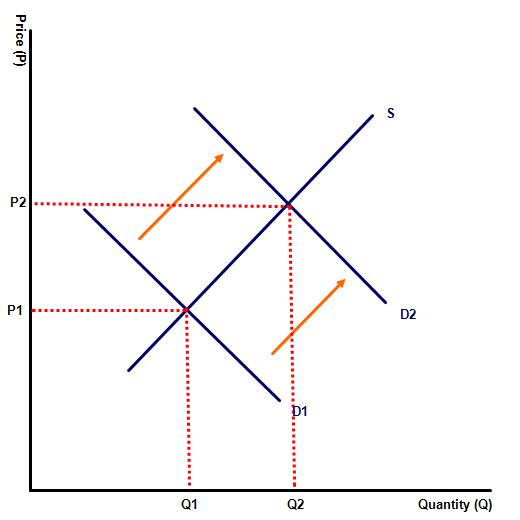 Price (P)
S
P2
D2
P1
D1
Q1
Q2
Quantity (Q)